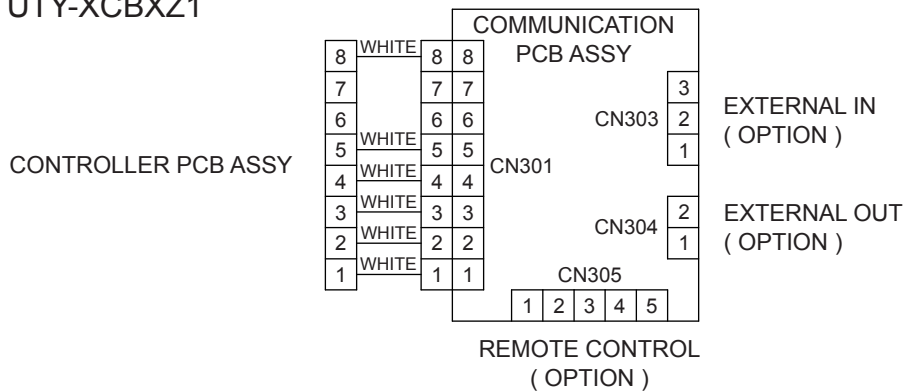 UTY-XCBXZ1
COMMUNICATION
PCB ASSY
8 WHITE 8 8
7 7 7
6 6 6
5 WHITE 5 5
4 WHITE 4 4
3 WHITE 3 3
2 WHITE 2 2
1 WHITE 1 1
CONTROLLER PCB ASSY
CN301
CN303
3
2
1
EXTERNAL IN
( OPTION )
CN304
2
1
EXTERNAL OUT
( OPTION )
CN305
1 2 3 4 5
REMOTE CONTROL
( OPTION )